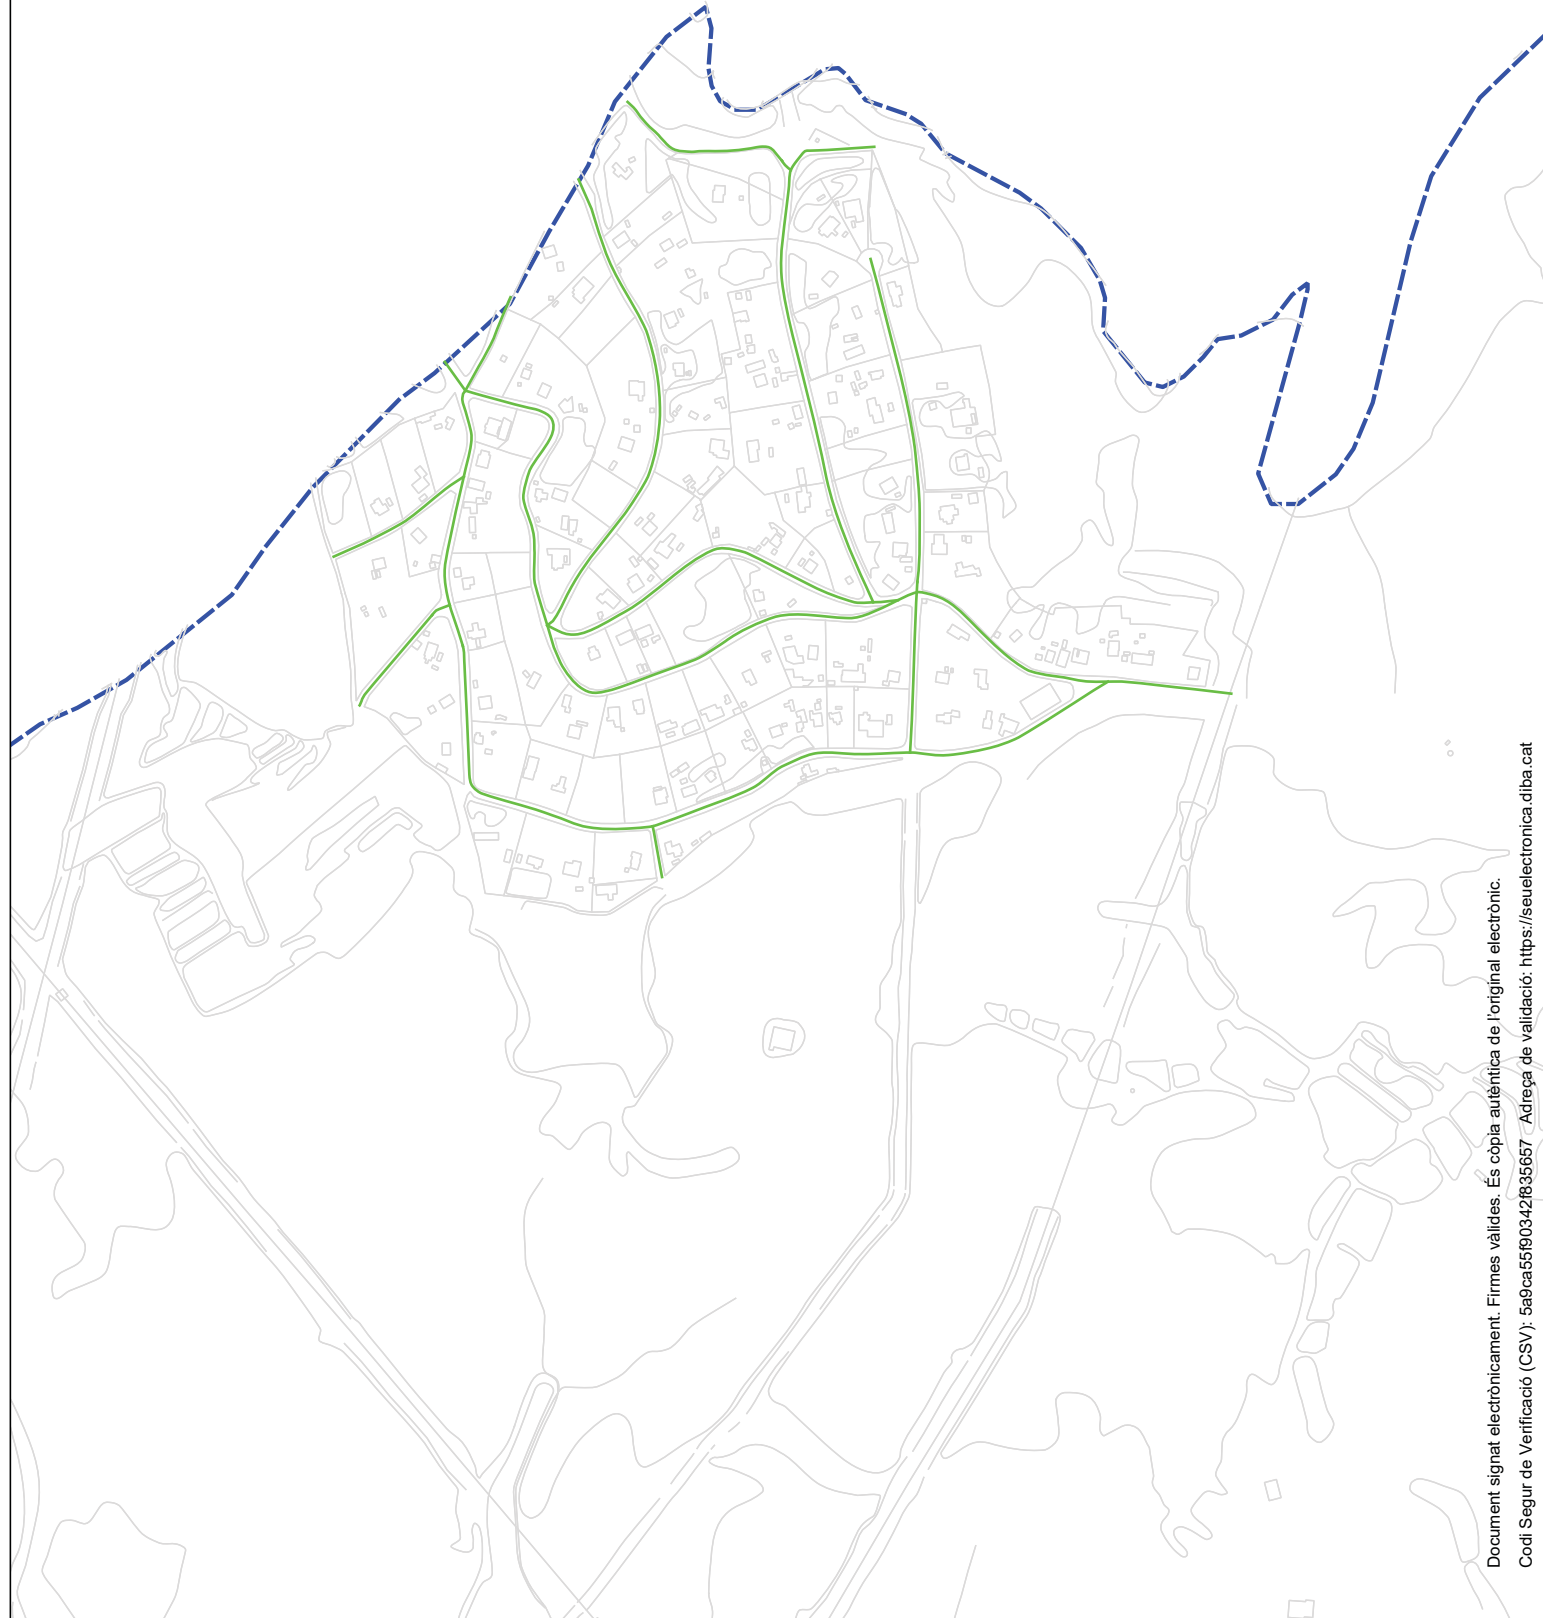 Document signat electrònicament. Firmes vàlides. És còpia autèntica de l'original electrònic.
Codi Segur de Verificació (CSV): 5a9ca55f90342f835657 Adreça de validació: https://seuelectronica.diba.cat